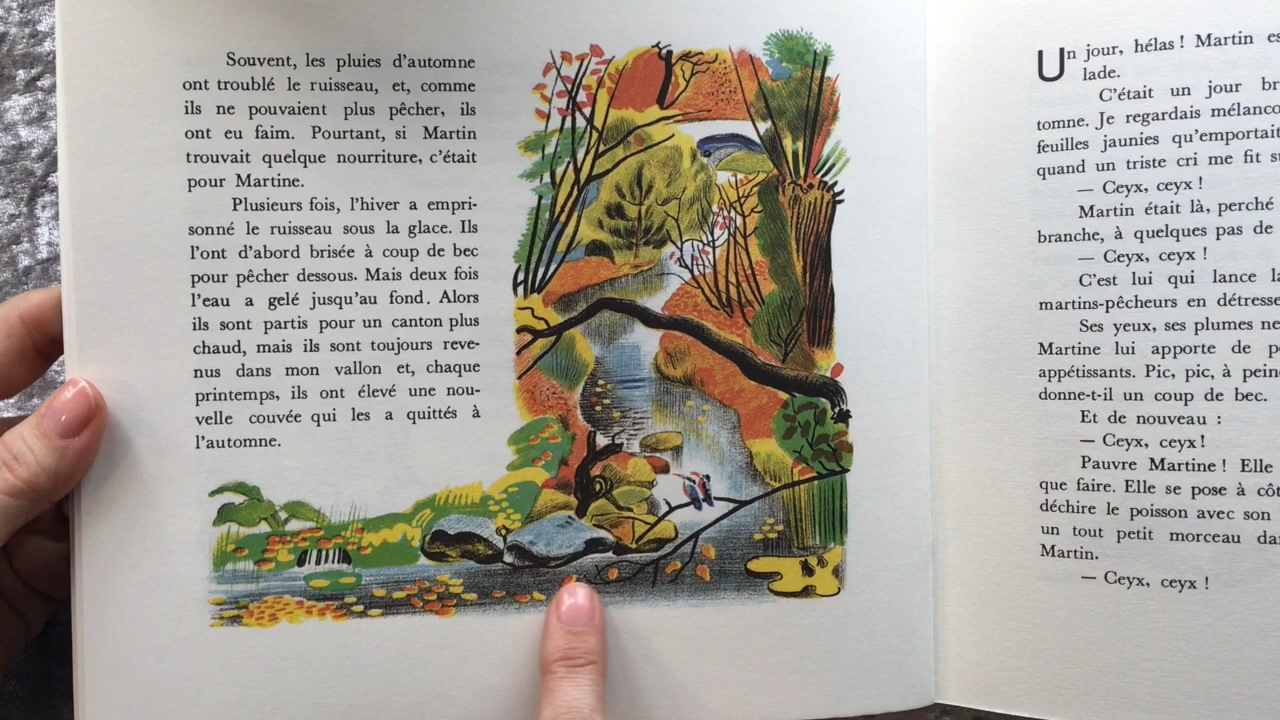 Souvent, les pluies d'automne
ont troublé le ruisseau, et, comme
ils ne pouvaient plus pêcher, ils
ont eu faim. Pourtant, si Martin
trouvait quelque nourriture, c'était
pour Martine.
Plusieurs fois, l'hiver a empri-
sonné le ruisseau sous la glace. Ils
l'ont d'abord brisée à coup de bec
pour pêcher dessous. Mais deux fois
l'eau a gelé jusqu'au fond. Alors
ils sont partis pour un canton plus
chaud, mais ils sont toujours reve-
nus dans mon vallon et, chaque
printemps, ils ont élevé une nou-
velle couvée qui les a quittés à
l'automne.
Un jour, hélas ! Martin es
lade.
C'était un jour br
tomne. Je regardais mélanco
feuilles jaunies qu'emportai
quand un triste cri me fit
— Ceyx, ceyx !
Martin était là, perché
branche, à quelques pas de
— Ceyx, ceyx !
C'est lui qui lance
martins-pêcheurs en détresse
Ses yeux, ses plumes ne
Martine lui apporte de
appétissants. Pic, pic, à pein
donne-t-il un coup de bec.
Et de nouveau :
— Ceyx, ceyx !
Pauvre Martine ! Elle
que faire. Elle se pose à côt
déchire le poisson avec son
un tout petit morceau da
Martin.
— Ceyx, ceyx !